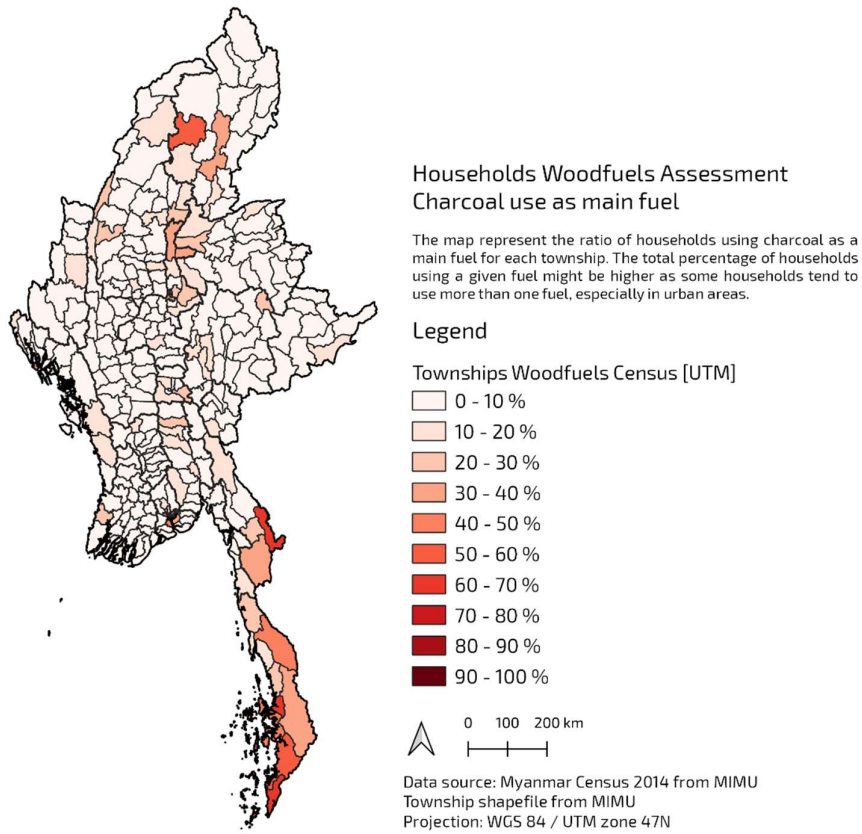 Households Woodfuels Assessment
Charcoal use as main fuel
The map represent the ratio of households using charcoal as a
main fuel for each township. The total percentage of households
using a given fuel might be higher as some households tend to
use more than one fuel, especially in urban areas.
Legend
Townships Woodfuels Census [UTM]
0 - 10 %
10 - 20 %
20 - 30 %
30 - 40 %
40 - 50 %
50 - 60 %
60 - 70 %
70 - 80 %
80 - 90 %
90 - 100 %
0 100 200 km
Data source: Myanmar Census 2014 from MIMU
Township shapefile from MIMU
Projection: WGS 84 / UTM zone 47N